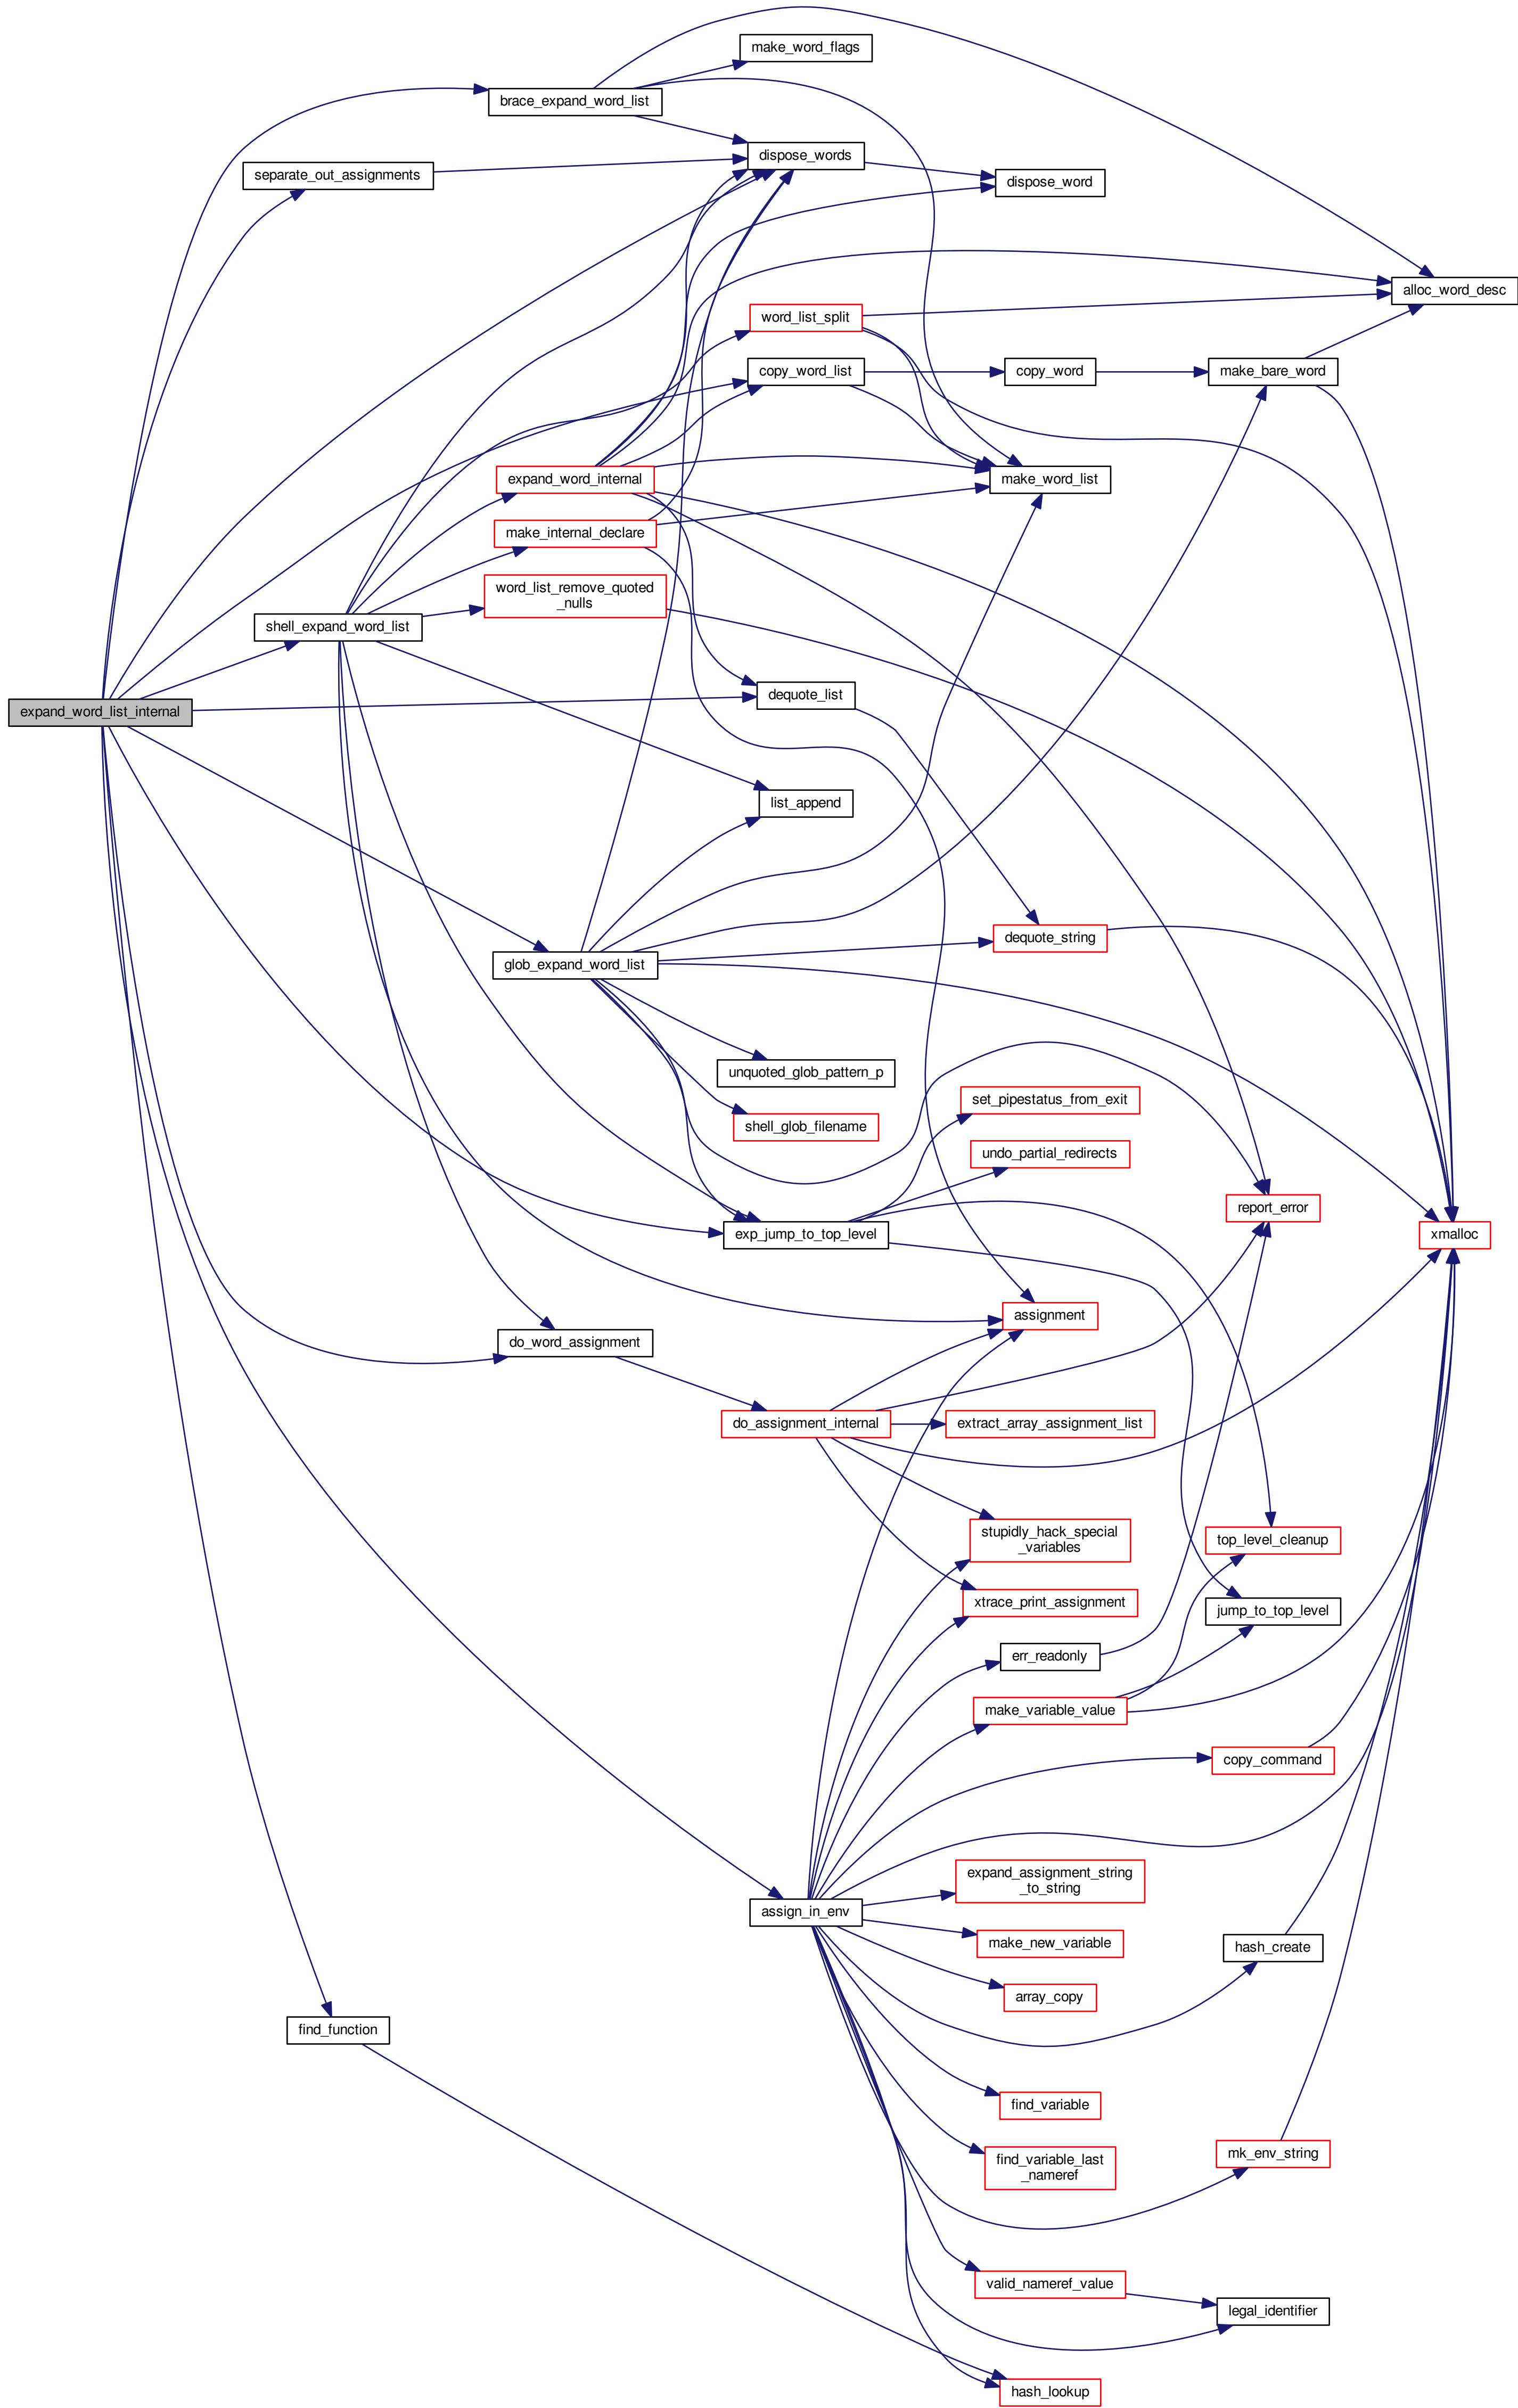 make_word_flags
brace_expand_word_list
dispose_words
separate_out_assignments
dispose_word
alloc_word_desc
word_list_split
copy_word_list
copy_word
make_bare_word
expand_word_internal
make_word_list
make_internal_declare
word_list_remove_quoted
_nulls
shell_expand_word_list
dequote_list
expand_word_list_internal
list_append
dequote_string
glob_expand_word_list
unquoted_glob_pattern_p
set_pipestatus_from_exit
shell_glob_filename
undo_partial_redirects
report_error
exp_jump_to_top_level
xmalloc
assignment
do_word_assignment
do_assignment_internal
extract_array_assignment_list
stupidly_hack_special
_variables
top_level_cleanup
xtrace_print_assignment
jump_to_top_level
err_readonly
make_variable_value
copy_command
expand_assignment_string
_to_string
assign_in_env
make_new_variable
hash_create
array_copy
find_function
find_variable
find_variable_last
_nameref
mk_env_string
valid_nameref_value
legal_identifier
hash_lookup